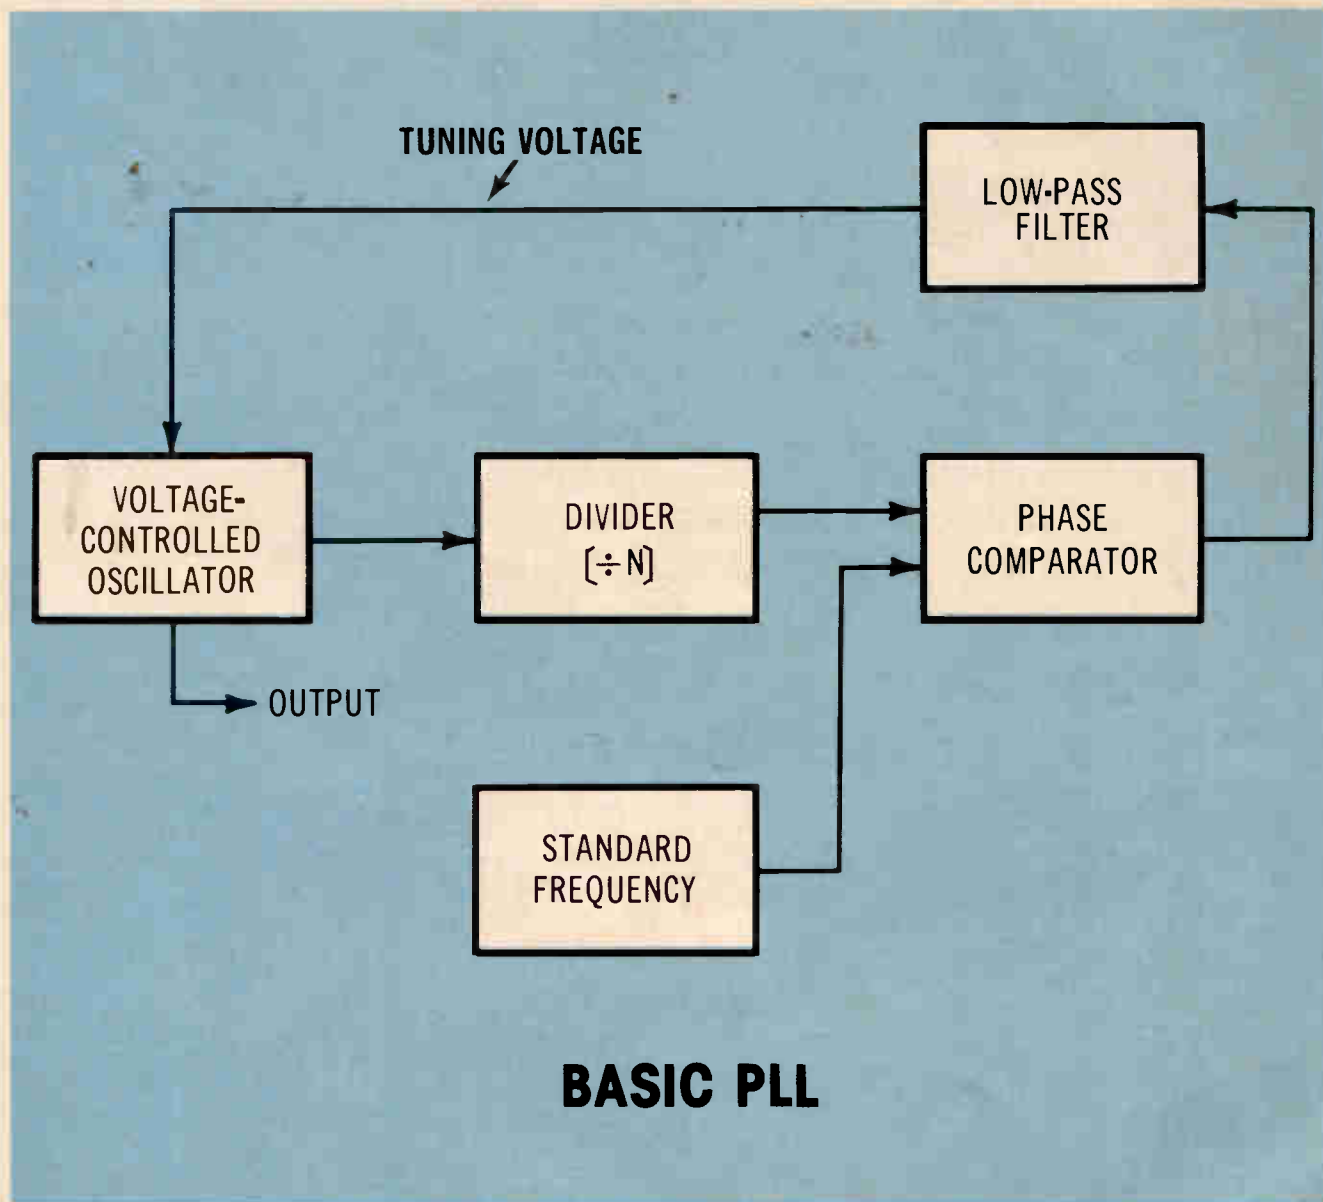 TUNING VOLTAGE
LOW-PASS
FILTER
VOLTAGE-
CONTROLLED
OSCILLATOR
DIVIDER
[÷N]
PHASE
COMPARATOR
OUTPUT
STANDARD
FREQUENCY
BASIC PLL